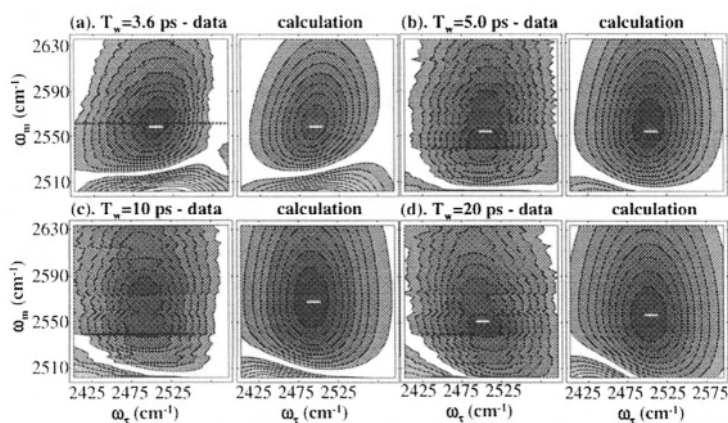 (a). T_w=3.6 ps - data calculation (b). T_w=5.0 ps - data calculation
2630
2590
2550
2510
ω_m (cm⁻¹)
(c). T_w=10 ps - data calculation (d). T_w=20 ps - data calculation
2630
2590
2550
2510
ω_m (cm⁻¹)
2425 2475 2525 2425 2475 2525 2425 2475 2525 2425 2475 2525 2575
ω_τ (cm⁻¹) ω_τ (cm⁻¹) ω_τ (cm⁻¹) ω_τ (cm⁻¹)